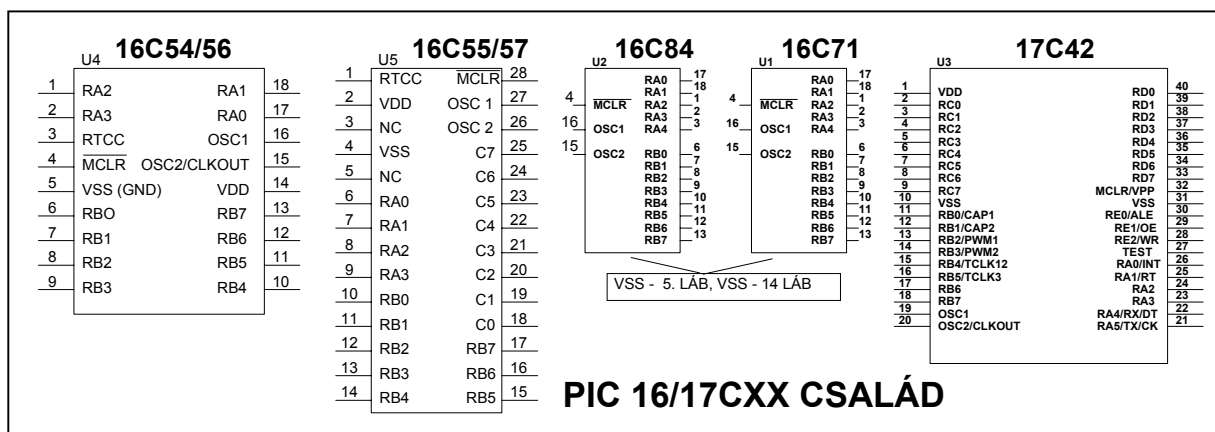 16C54/56
U4
1 RA2 RA1 18
2 RA3 RA0 17
3 RTCC OSC1 16
4 MCLR OSC2/CLKOUT 15
5 VSS (GND) VDD 14
6 RBO RB7 13
7 RB1 RB6 12
8 RB2 RB5 11
9 RB3 RB4 10
16C55/57
U5
1 RTCC MCLR 28
2 VDD OSC 1 27
3 NC OSC 2 26
4 VSS C7 25
5 NC C6 24
6 RA0 C5 23
7 RA1 C4 22
8 RA2 C3 21
9 RA3 C2 20
10 RB0 C1 19
11 RB1 C0 18
12 RB2 RB7 17
13 RB3 RB6 16
14 RB4 RB5 15
16C84
U2
RA0 17
RA1 18
4 MCLR RA2 1
RA3 2
16 OSC1 RA4 3
15 OSC2 RB0 6
RB1 7
RB2 8
RB3 9
RB4 10
RB5 11
RB6 12
RB7 13
16C71
U1
RA0 17
RA1 18
4 MCLR RA2 1
RA3 2
16 OSC1 RA4 3
15 OSC2 RB0 6
RB1 7
RB2 8
RB3 9
RB4 10
RB5 11
RB6 12
RB7 13
VSS - 5. LÁB, VSS - 14 LÁB
17C42
U3
1 VDD RD0 40
2 RC0 RD1 39
3 RC1 RD2 38
4 RC2 RD3 37
5 RC3 RD4 36
6 RC4 RD5 35
7 RC5 RD6 34
8 RC6 RD7 33
9 RC7 MCLR/VPP 32
10 VSS VSS 31
11 RB0/CAP1 RE0/ALE 30
12 RB1/CAP2 RE1/OE 29
13 RB2/PWM1 RE2/WR 28
14 RB3/PWM2 TEST 27
15 RB4/TCLK12 RA0/INT 26
16 RB5/TCLK3 RA1/RT 25
17 RB6 RA2 24
18 RB7 RA3 23
19 OSC1 RA4/RX/DT 22
20 OSC2/CLKOUT RA5/TX/CK 21
PIC 16/17CXX CSALÁD